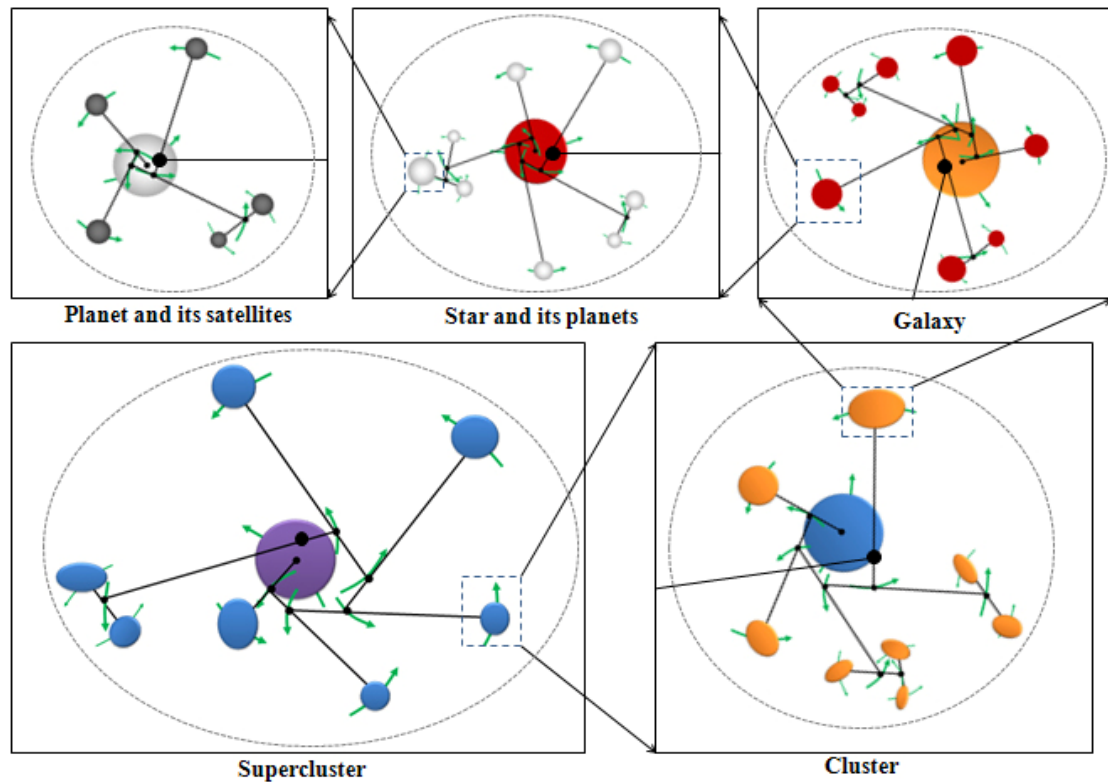 Planet and its satellites
Star and its planets
Galaxy
Supercluster
Cluster